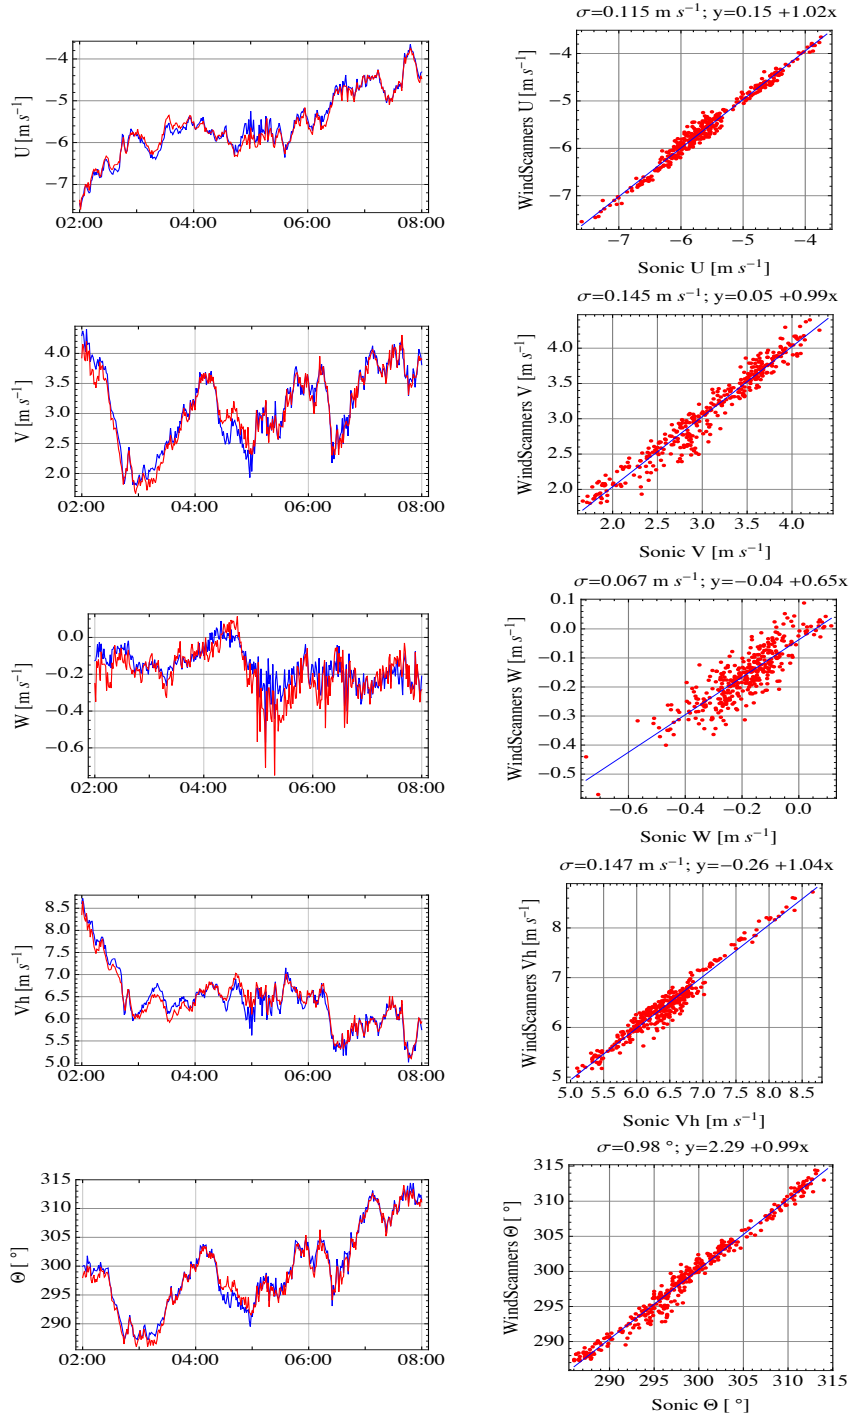 σ=0.115 m s⁻¹; y=0.15 +1.02x
U [m s⁻¹]
−4
−5
−6
−7
02:00 04:00 06:00 08:00
WindScanners U [m s⁻¹]
−4
−5
−6
−7
−7 −6 −5 −4
Sonic U [m s⁻¹]
σ=0.145 m s⁻¹; y=0.05 +0.99x
V [m s⁻¹]
4.0
3.5
3.0
2.5
2.0
02:00 04:00 06:00 08:00
WindScanners V [m s⁻¹]
4.0
3.5
3.0
2.5
2.0
2.0 2.5 3.0 3.5 4.0
Sonic V [m s⁻¹]
σ=0.067 m s⁻¹; y=−0.04 +0.65x
W [m s⁻¹]
0.0
−0.2
−0.4
−0.6
02:00 04:00 06:00 08:00
WindScanners W [m s⁻¹]
0.1
0.0
−0.1
−0.2
−0.3
−0.4
−0.5
−0.6 −0.4 −0.2 0.0
Sonic W [m s⁻¹]
σ=0.147 m s⁻¹; y=−0.26 +1.04x
Vh [m s⁻¹]
8.5
8.0
7.5
7.0
6.5
6.0
5.5
5.0
02:00 04:00 06:00 08:00
WindScanners Vh [m s⁻¹]
8
7
6
5
5.0 5.5 6.0 6.5 7.0 7.5 8.0 8.5
Sonic Vh [m s⁻¹]
σ=0.98 °; y=2.29 +0.99x
Θ [ °]
315
310
305
300
295
290
02:00 04:00 06:00 08:00
WindScanners Θ [ °]
315
310
305
300
295
290
290 295 300 305 310 315
Sonic Θ [ °]